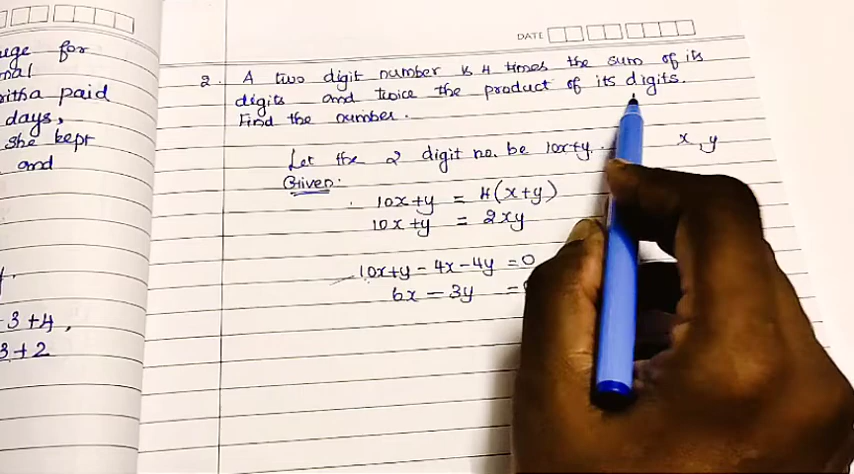 DATE
uge for
nal
ritha paid
days,
she kept
and
3+4,
3+2
2. A two digit number is 4 times the sum of its
digits and twice the product of its digits.
Find the number.
Let the 2 digit no. be 10x+y. x, y
Given:
10x+y = 4(x+y)
10x+y = 2xy
10x+y-4x-4y=0
6x-3y =